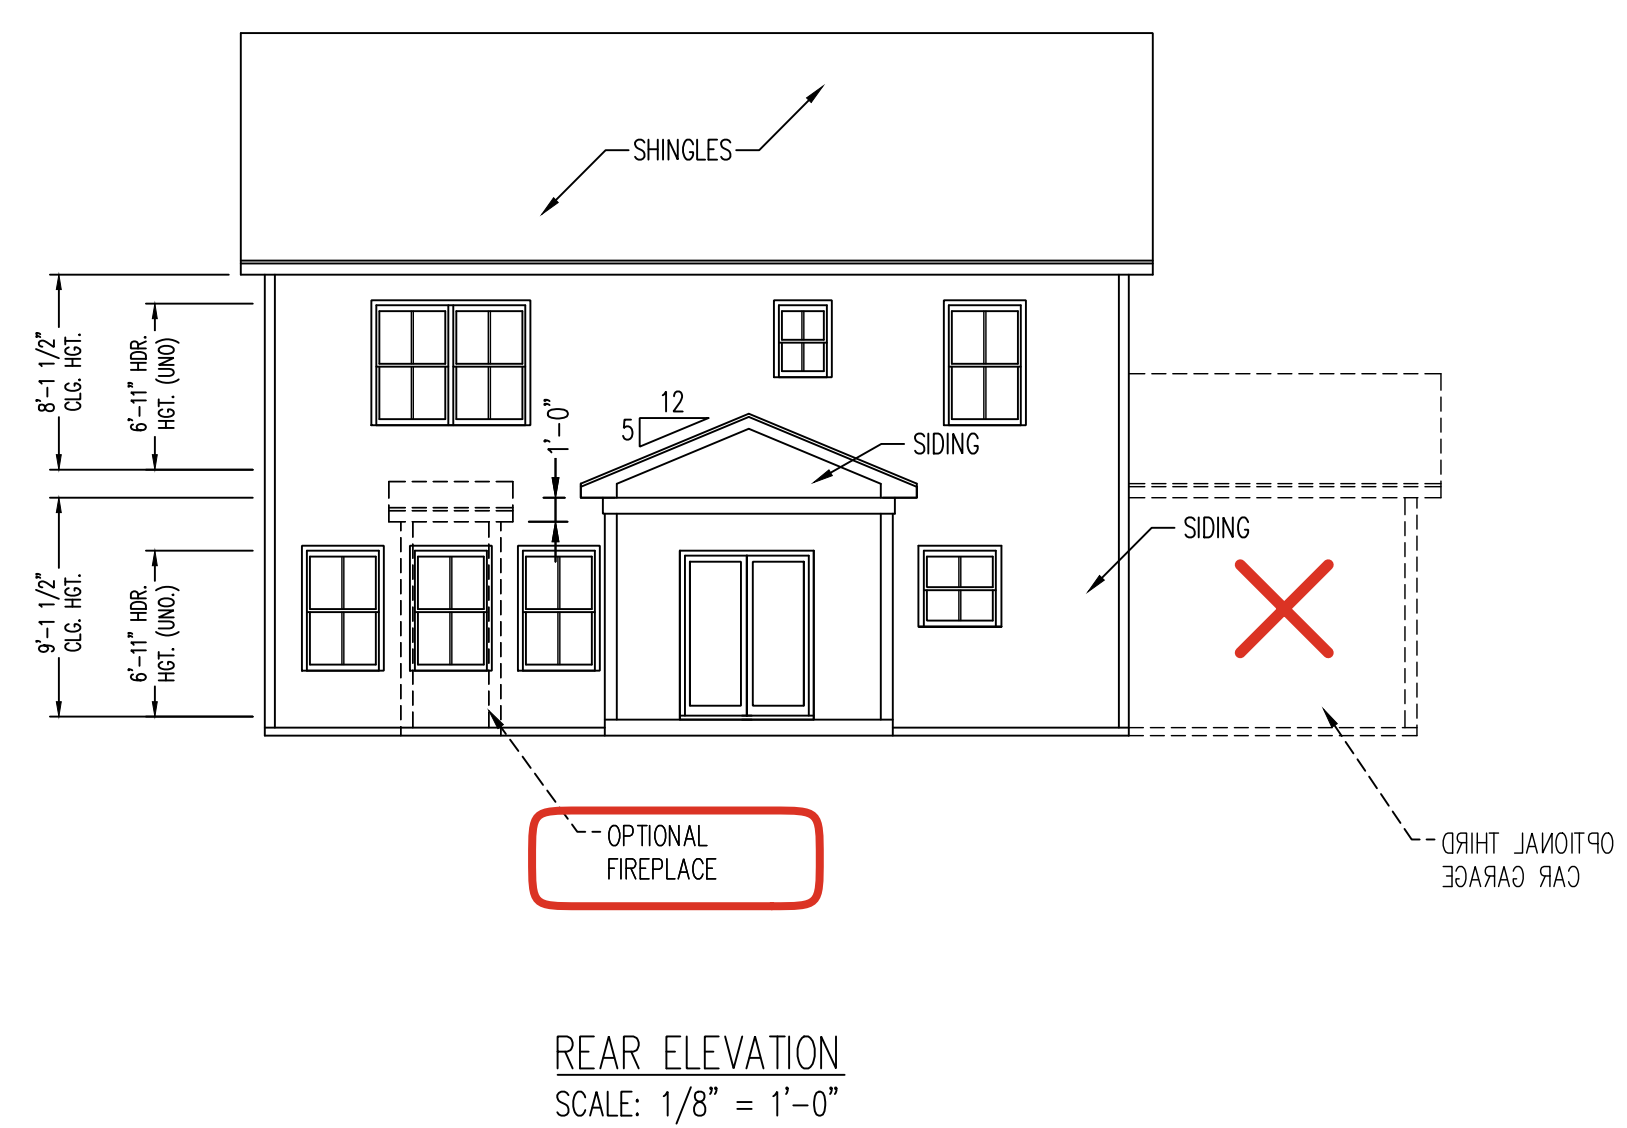 SHINGLES
8'-1 1/2"
CLG. HGT.
6'-11" HDR.
HGT. (UNO)
12
5
1'-0"
SIDING
SIDING
9'-1 1/2"
CLG. HGT.
6'-11" HDR.
HGT. (UNO.)
OPTIONAL
FIREPLACE
OPTIONAL THIRD
CAR GARAGE
REAR ELEVATION
SCALE: 1/8" = 1'-0"